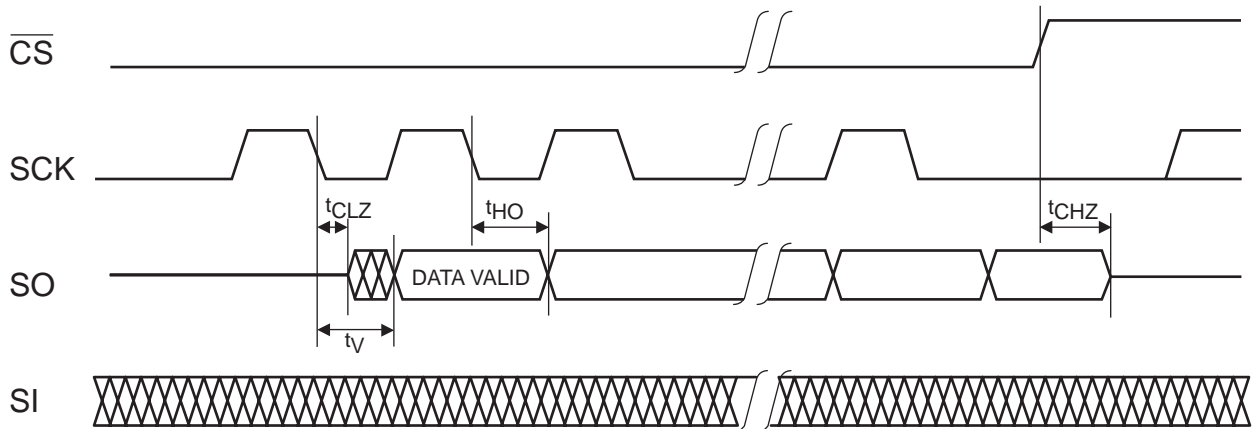 CS
SCK
tCLZ
tHO
tCHZ
SO
DATA VALID
tV
SI